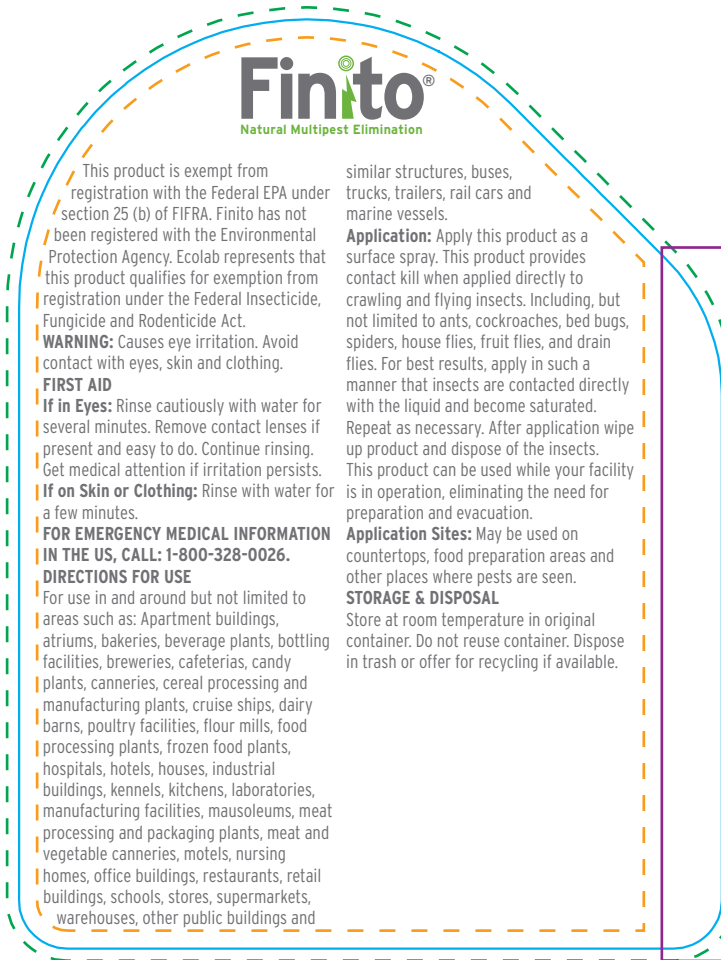 Finito®
Natural Multipest Elimination
This product is exempt from
registration with the Federal EPA under
section 25 (b) of FIFRA. Finito has not
been registered with the Environmental
Protection Agency. Ecolab represents that
this product qualifies for exemption from
registration under the Federal Insecticide,
Fungicide and Rodenticide Act.
WARNING: Causes eye irritation. Avoid
contact with eyes, skin and clothing.
FIRST AID
If in Eyes: Rinse cautiously with water for
several minutes. Remove contact lenses if
present and easy to do. Continue rinsing.
Get medical attention if irritation persists.
If on Skin or Clothing: Rinse with water for
a few minutes.
FOR EMERGENCY MEDICAL INFORMATION
IN THE US, CALL: 1-800-328-0026.
DIRECTIONS FOR USE
For use in and around but not limited to
areas such as: Apartment buildings,
atriums, bakeries, beverage plants, bottling
facilities, breweries, cafeterias, candy
plants, canneries, cereal processing and
manufacturing plants, cruise ships, dairy
barns, poultry facilities, flour mills, food
processing plants, frozen food plants,
hospitals, hotels, houses, industrial
buildings, kennels, kitchens, laboratories,
manufacturing facilities, mausoleums, meat
processing and packaging plants, meat and
vegetable canneries, motels, nursing
homes, office buildings, restaurants, retail
buildings, schools, stores, supermarkets,
warehouses, other public buildings and
similar structures, buses,
trucks, trailers, rail cars and
marine vessels.
Application: Apply this product as a
surface spray. This product provides
contact kill when applied directly to
crawling and flying insects. Including, but
not limited to ants, cockroaches, bed bugs,
spiders, house flies, fruit flies, and drain
flies. For best results, apply in such a
manner that insects are contacted directly
with the liquid and become saturated.
Repeat as necessary. After application wipe
up product and dispose of the insects.
This product can be used while your facility
is in operation, eliminating the need for
preparation and evacuation.
Application Sites: May be used on
countertops, food preparation areas and
other places where pests are seen.
STORAGE & DISPOSAL
Store at room temperature in original
container. Do not reuse container. Dispose
in trash or offer for recycling if available.